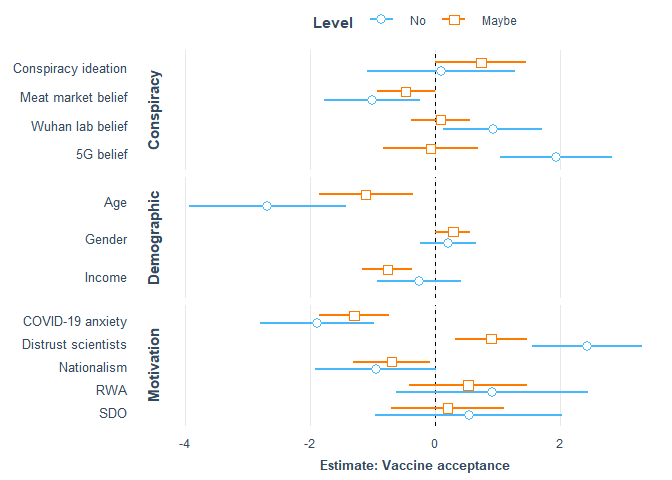 Level No Maybe
Conspiracy
Conspiracy ideation
Meat market belief
Wuhan lab belief
5G belief
Demographic
Age
Gender
Income
Motivation
COVID-19 anxiety
Distrust scientists
Nationalism
RWA
SDO
-4 -2 0 2
Estimate: Vaccine acceptance